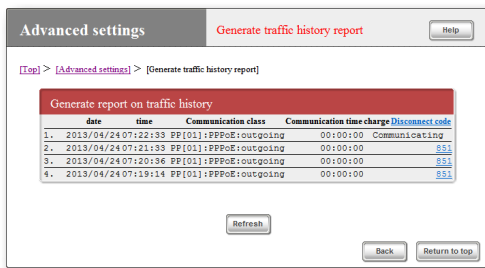 Advanced settings
Generate traffic history report
Help
[Top] > [Advanced settings] > [Generate traffic history report]
Generate report on traffic history
date time Communication class Communication time charge Disconnect code
1. 2013/04/24 07:22:33 PP[01]:PPPoE:outgoing 00:00:00 Communicating
2. 2013/04/24 07:21:33 PP[01]:PPPoE:outgoing 00:00:00 851
3. 2013/04/24 07:20:36 PP[01]:PPPoE:outgoing 00:00:00 851
4. 2013/04/24 07:19:14 PP[01]:PPPoE:outgoing 00:00:00 851
Refresh
Back Return to top